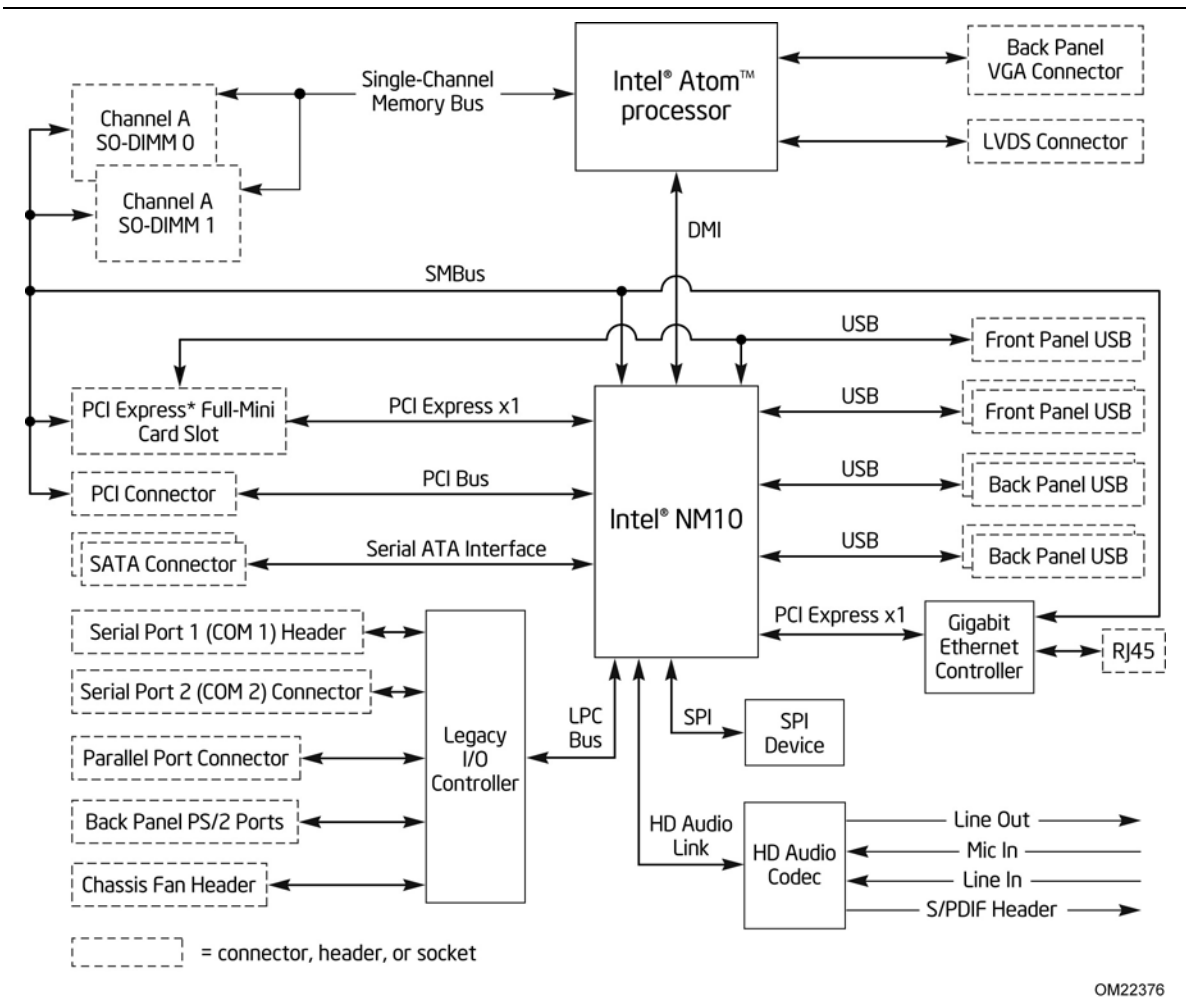 Single-Channel
Memory Bus
Intel® Atom™
processor
Back Panel
VGA Connector
LVDS Connector
Channel A
SO-DIMM 0
Channel A
SO-DIMM 1
DMI
SMBus
USB
Front Panel USB
PCI Express* Full-Mini
Card Slot
PCI Express x1
USB
Front Panel USB
PCI Connector
PCI Bus
Intel® NM10
USB
Back Panel USB
SATA Connector
Serial ATA Interface
USB
Back Panel USB
PCI Express x1
Gigabit
Ethernet
Controller
RJ45
Serial Port 1 (COM 1) Header
Serial Port 2 (COM 2) Connector
Parallel Port Connector
Back Panel PS/2 Ports
Chassis Fan Header
Legacy
I/O
Controller
LPC
Bus
SPI
SPI
Device
HD Audio
Link
HD Audio
Codec
Line Out
Mic In
Line In
S/PDIF Header
= connector, header, or socket
OM22376